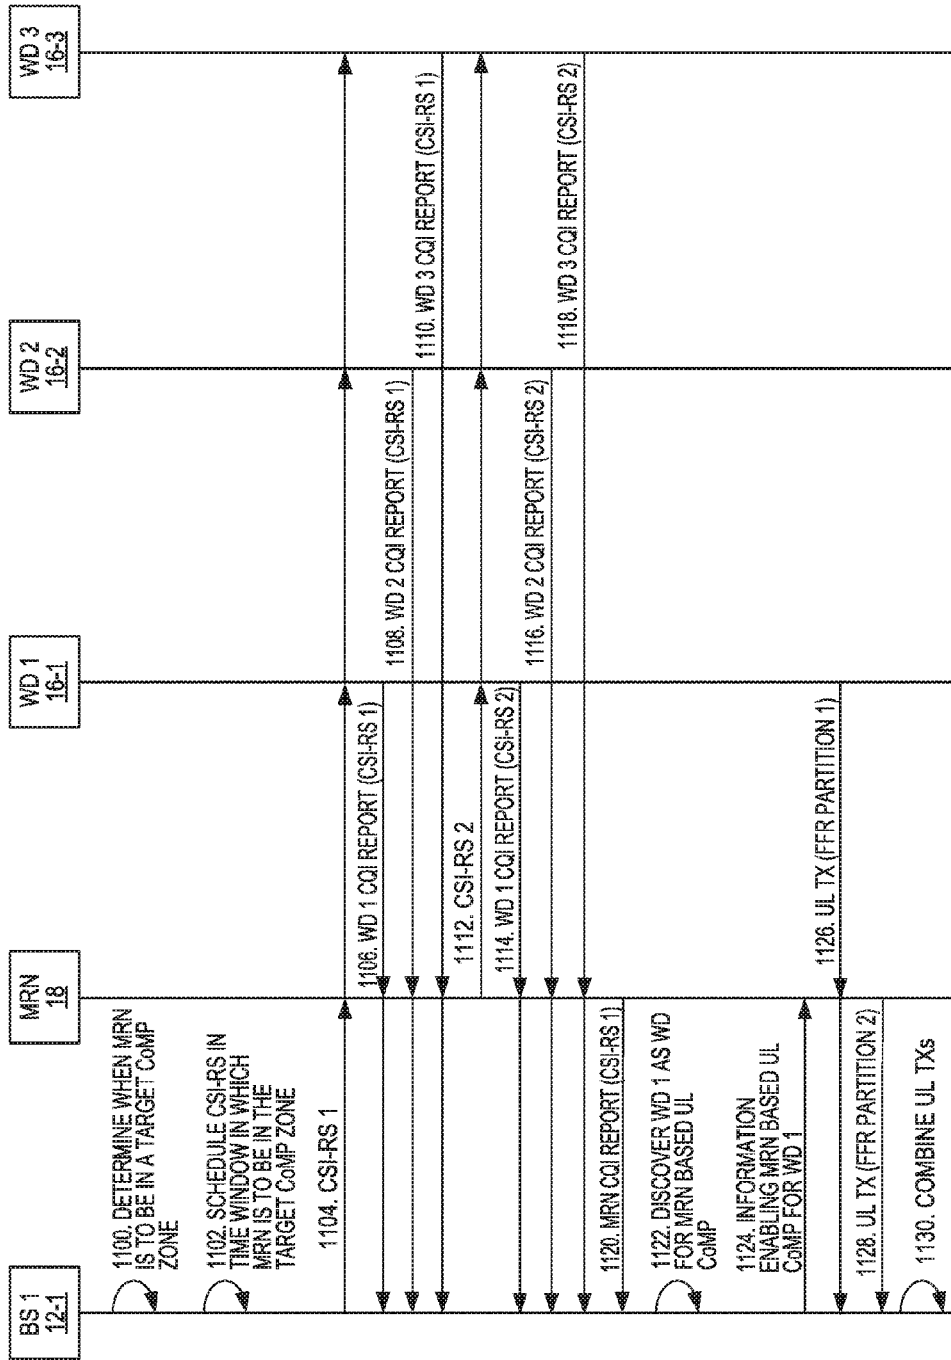 BS 1
12-1
MRN
18
WD 1
16-1
WD 2
16-2
WD 3
16-3
1100. DETERMINE WHEN MRN
IS TO BE IN A TARGET CoMP
ZONE
1102. SCHEDULE CSI-RS IN
TIME WINDOW IN WHICH
MRN IS TO BE IN THE
TARGET CoMP ZONE
1104. CSI-RS 1
1106. WD 1 CQI REPORT (CSI-RS 1)
1108. WD 2 CQI REPORT (CSI-RS 1)
1110. WD 3 CQI REPORT (CSI-RS 1)
1112. CSI-RS 2
1114. WD 1 CQI REPORT (CSI-RS 2)
1116. WD 2 CQI REPORT (CSI-RS 2)
1118. WD 3 CQI REPORT (CSI-RS 2)
1120. MRN CQI REPORT (CSI-RS 1)
1122. DISCOVER WD 1 AS WD
FOR MRN BASED UL
CoMP
1124. INFORMATION
ENABLING MRN BASED UL
CoMP FOR WD 1
1126. UL TX (FFR PARTITION 1)
1128. UL TX (FFR PARTITION 2)
1130. COMBINE UL TXs